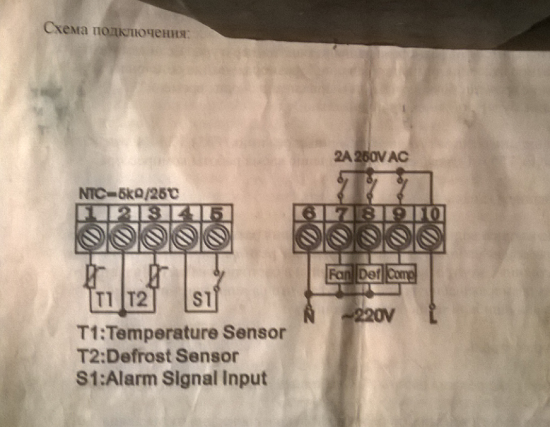 Схема подключения:
2A 250V AC
NTC=5kΩ/25℃
1 2 3 4 5
6 7 8 9 10
T1 T2 S1
Fan Def Comp
N ~220V L
T1:Temperature Sensor
T2:Defrost Sensor
S1:Alarm Signal Input